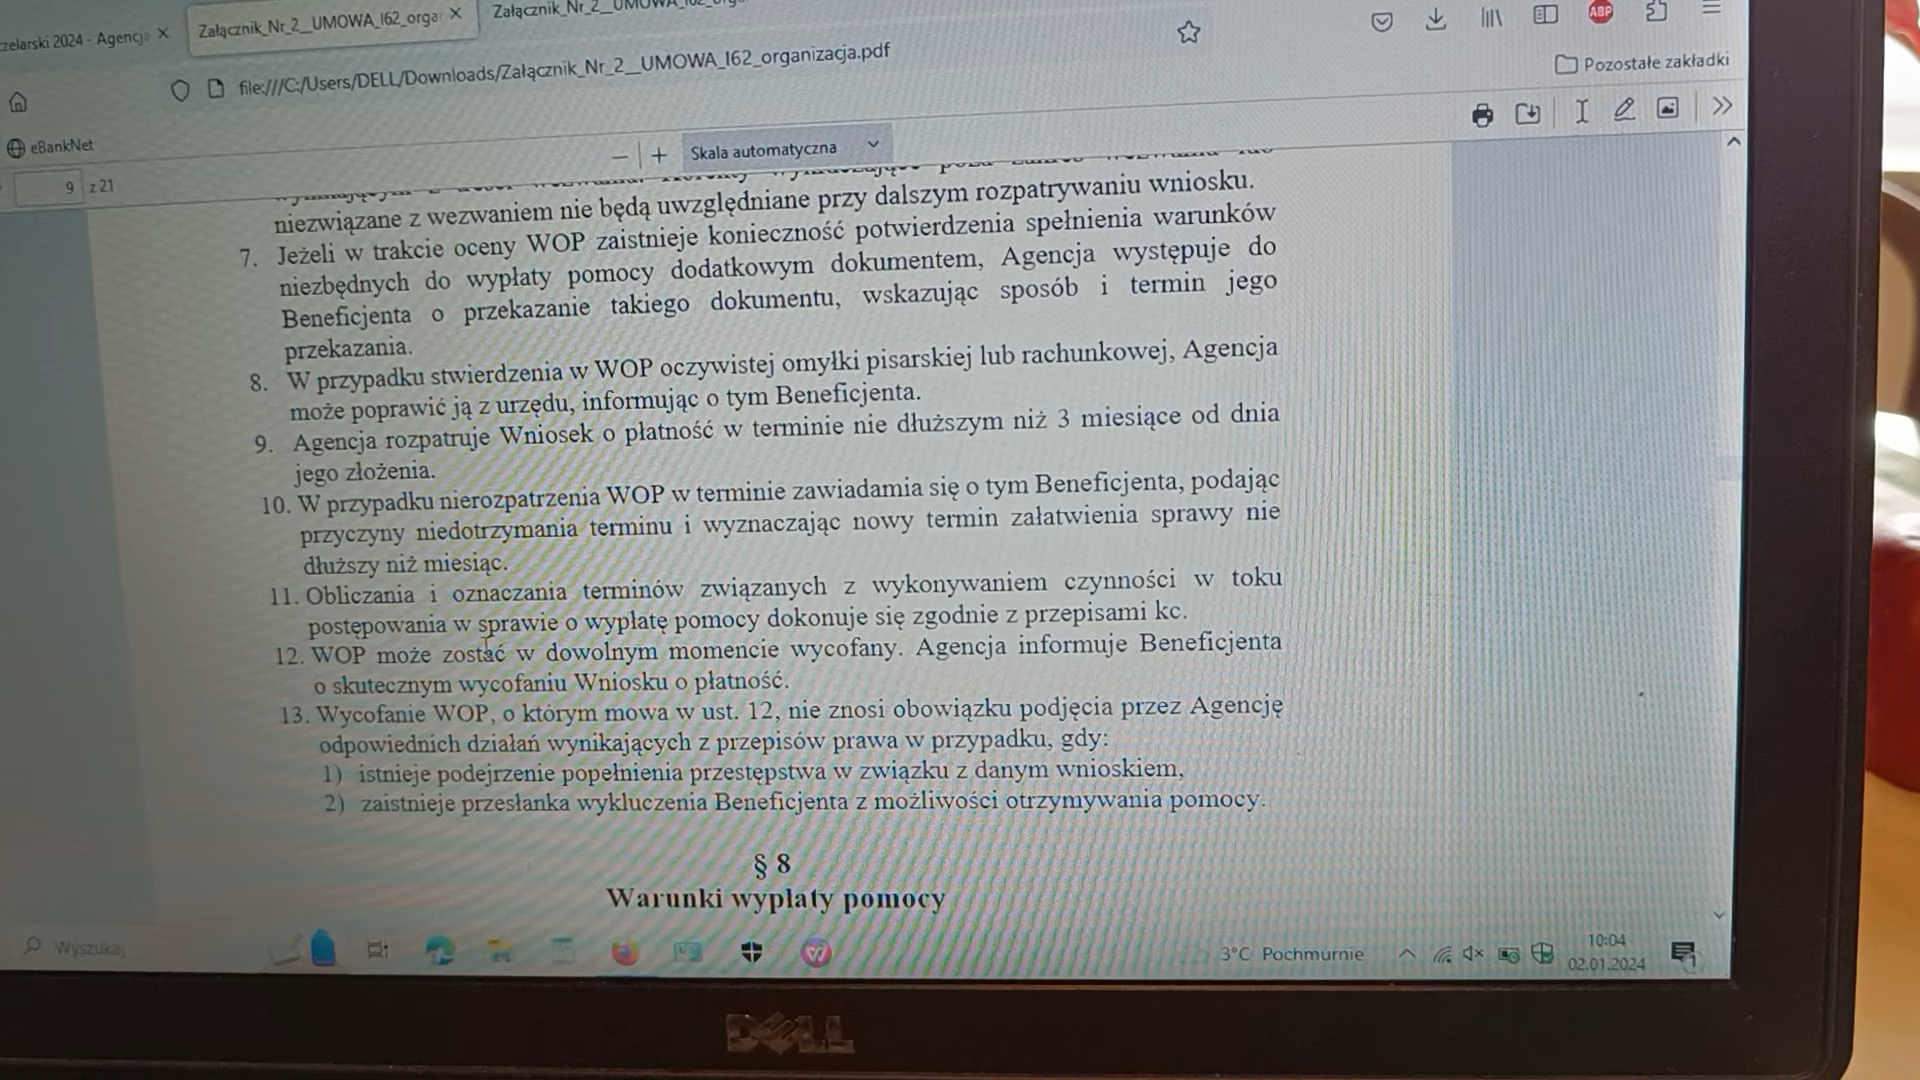 zelarski 2024 - Agencja
Załącznik_Nr_2__UMOWA_I62_orga
Załącznik_Nr_2__UMOWA_I62_orga
file:///C:/Users/DELL/Downloads/Załącznik_Nr_2__UMOWA_I62_organizacja.pdf
ABP
Pozostałe zakładki
eBankNet
9 z 21
Skala automatyczna
niezwiązane z wezwaniem nie będą uwzględniane przy dalszym rozpatrywaniu wniosku.
7. Jeżeli w trakcie oceny WOP zaistnieje konieczność potwierdzenia spełnienia warunków
niezbędnych do wypłaty pomocy dodatkowym dokumentem, Agencja występuje do
Beneficjenta o przekazanie takiego dokumentu, wskazując sposób i termin jego
przekazania.
8. W przypadku stwierdzenia w WOP oczywistej omyłki pisarskiej lub rachunkowej, Agencja
może poprawić ją z urzędu, informując o tym Beneficjenta.
9. Agencja rozpatruje Wniosek o płatność w terminie nie dłuższym niż 3 miesiące od dnia
jego złożenia.
10. W przypadku nierozpatrzenia WOP w terminie zawiadamia się o tym Beneficjenta, podając
przyczyny niedotrzymania terminu i wyznaczając nowy termin załatwienia sprawy nie
dłuższy niż miesiąc.
11. Obliczania i oznaczania terminów związanych z wykonywaniem czynności w toku
postępowania w sprawie o wypłatę pomocy dokonuje się zgodnie z przepisami kc.
12. WOP może zostać w dowolnym momencie wycofany. Agencja informuje Beneficjenta
o skutecznym wycofaniu Wniosku o płatność.
13. Wycofanie WOP, o którym mowa w ust. 12, nie znosi obowiązku podjęcia przez Agencję
odpowiednich działań wynikających z przepisów prawa w przypadku, gdy:
1) istnieje podejrzenie popełnienia przestępstwa w związku z danym wnioskiem,
2) zaistnieje przesłanka wykluczenia Beneficjenta z możliwości otrzymywania pomocy.
§ 8
Warunki wypłaty pomocy
Wyszukaj
3°C Pochmurnie
10:04
02.01.2024
DELL